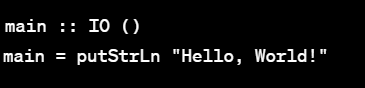 main :: IO ()
main = putStrLn "Hello, World!"